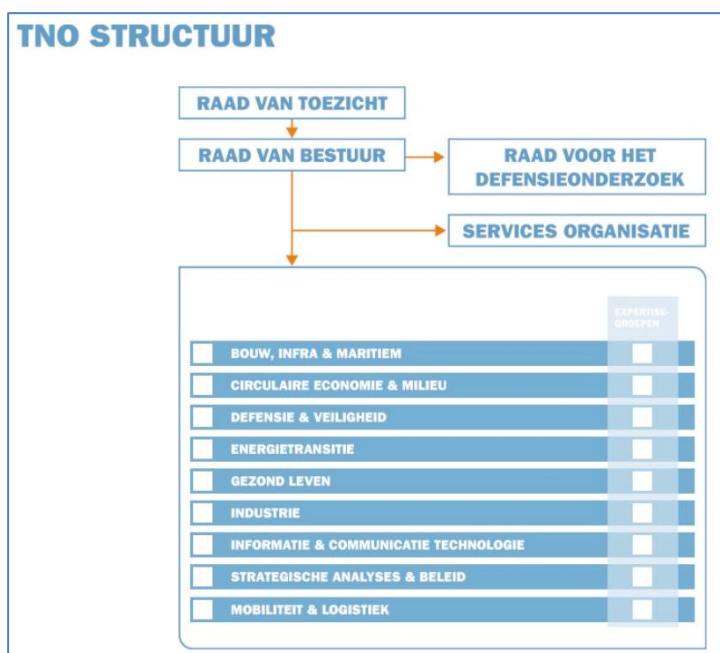 TNO STRUCTUUR
RAAD VAN TOEZICHT
RAAD VAN BESTUUR
RAAD VOOR HET
DEFENSIEONDERZOEK
SERVICES ORGANISATIE
EXPERTISE-
GROEPEN
BOUW, INFRA & MARITIEM
CIRCULAIRE ECONOMIE & MILIEU
DEFENSIE & VEILIGHEID
ENERGIETRANSITIE
GEZOND LEVEN
INDUSTRIE
INFORMATIE & COMMUNICATIE TECHNOLOGIE
STRATEGISCHE ANALYSES & BELEID
MOBILITEIT & LOGISTIEK